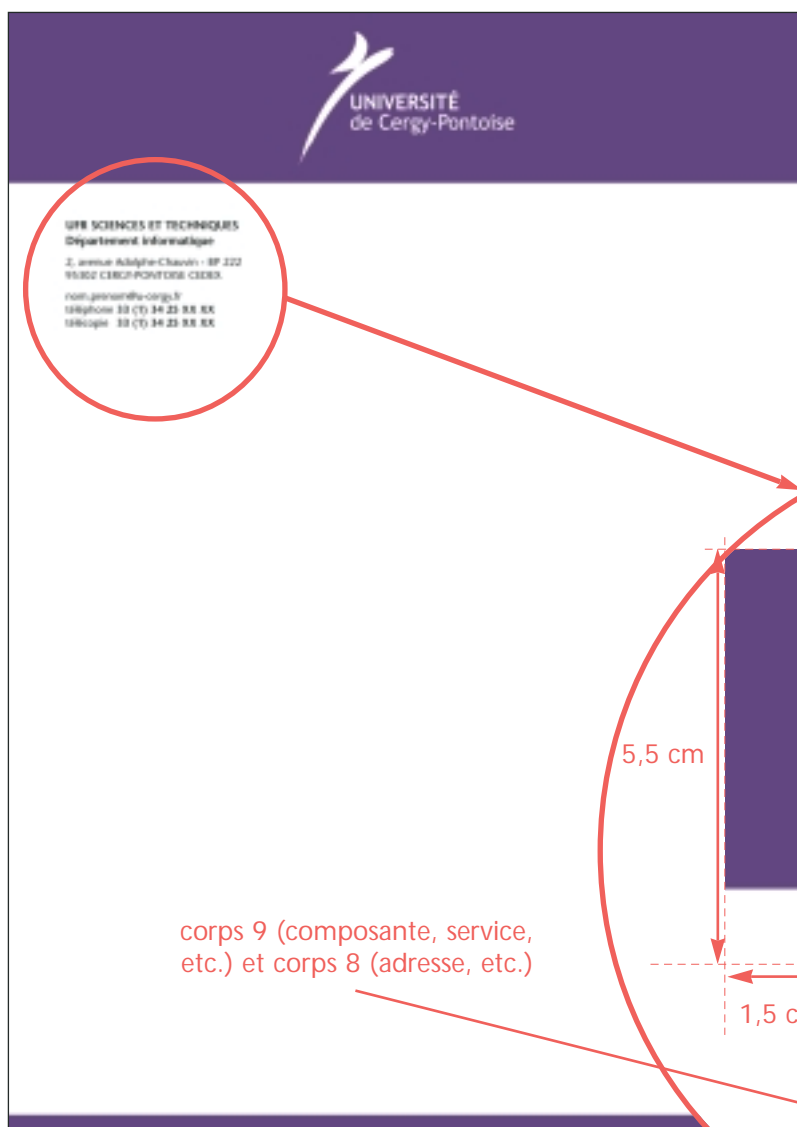 UNIVERSITÉ
de Cergy-Pontoise
UFR SCIENCES ET TECHNIQUES
Département informatique
2, avenue Adolphe-Chauvin - BP 222
95302 CERGY-PONTOISE CEDEX
nom.prenom@u-cergy.fr
téléphone 33 (1) 34 25 XX XX
télécopie 33 (1) 34 25 XX XX
5,5 cm
corps 9 (composante, service,
etc.) et corps 8 (adresse, etc.)
1,5 c